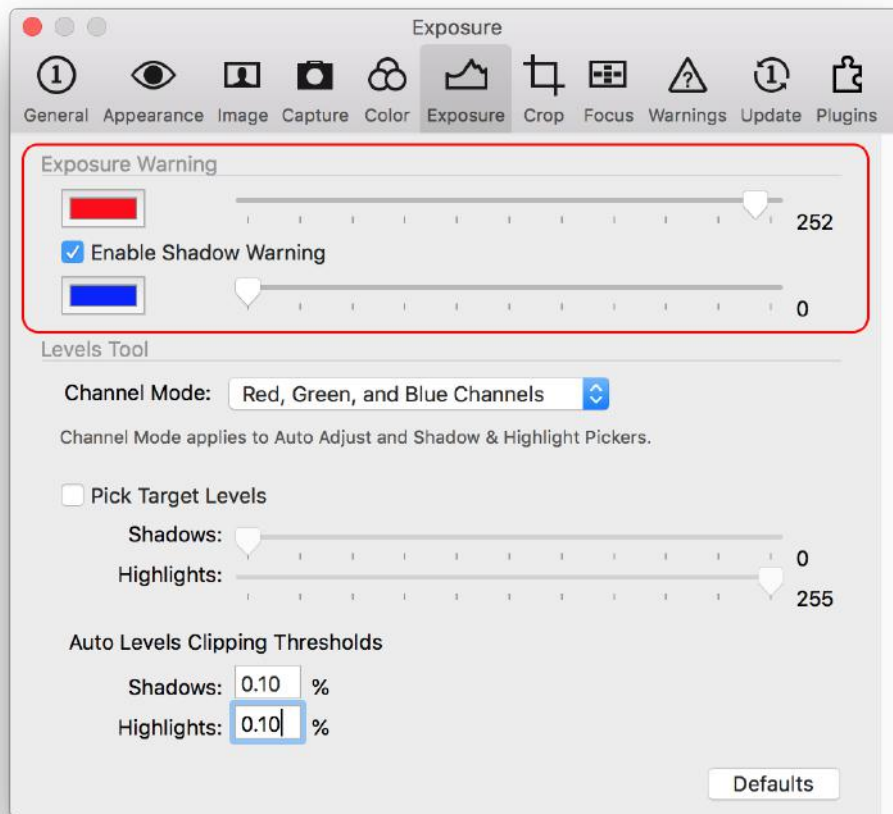 Exposure
General Appearance Image Capture Color Exposure Crop Focus Warnings Update Plugins
Exposure Warning
252
Enable Shadow Warning
0
Levels Tool
Channel Mode: Red, Green, and Blue Channels
Channel Mode applies to Auto Adjust and Shadow & Highlight Pickers.
Pick Target Levels
Shadows: 0
Highlights: 255
Auto Levels Clipping Thresholds
Shadows: 0.10 %
Highlights: 0.10 %
Defaults